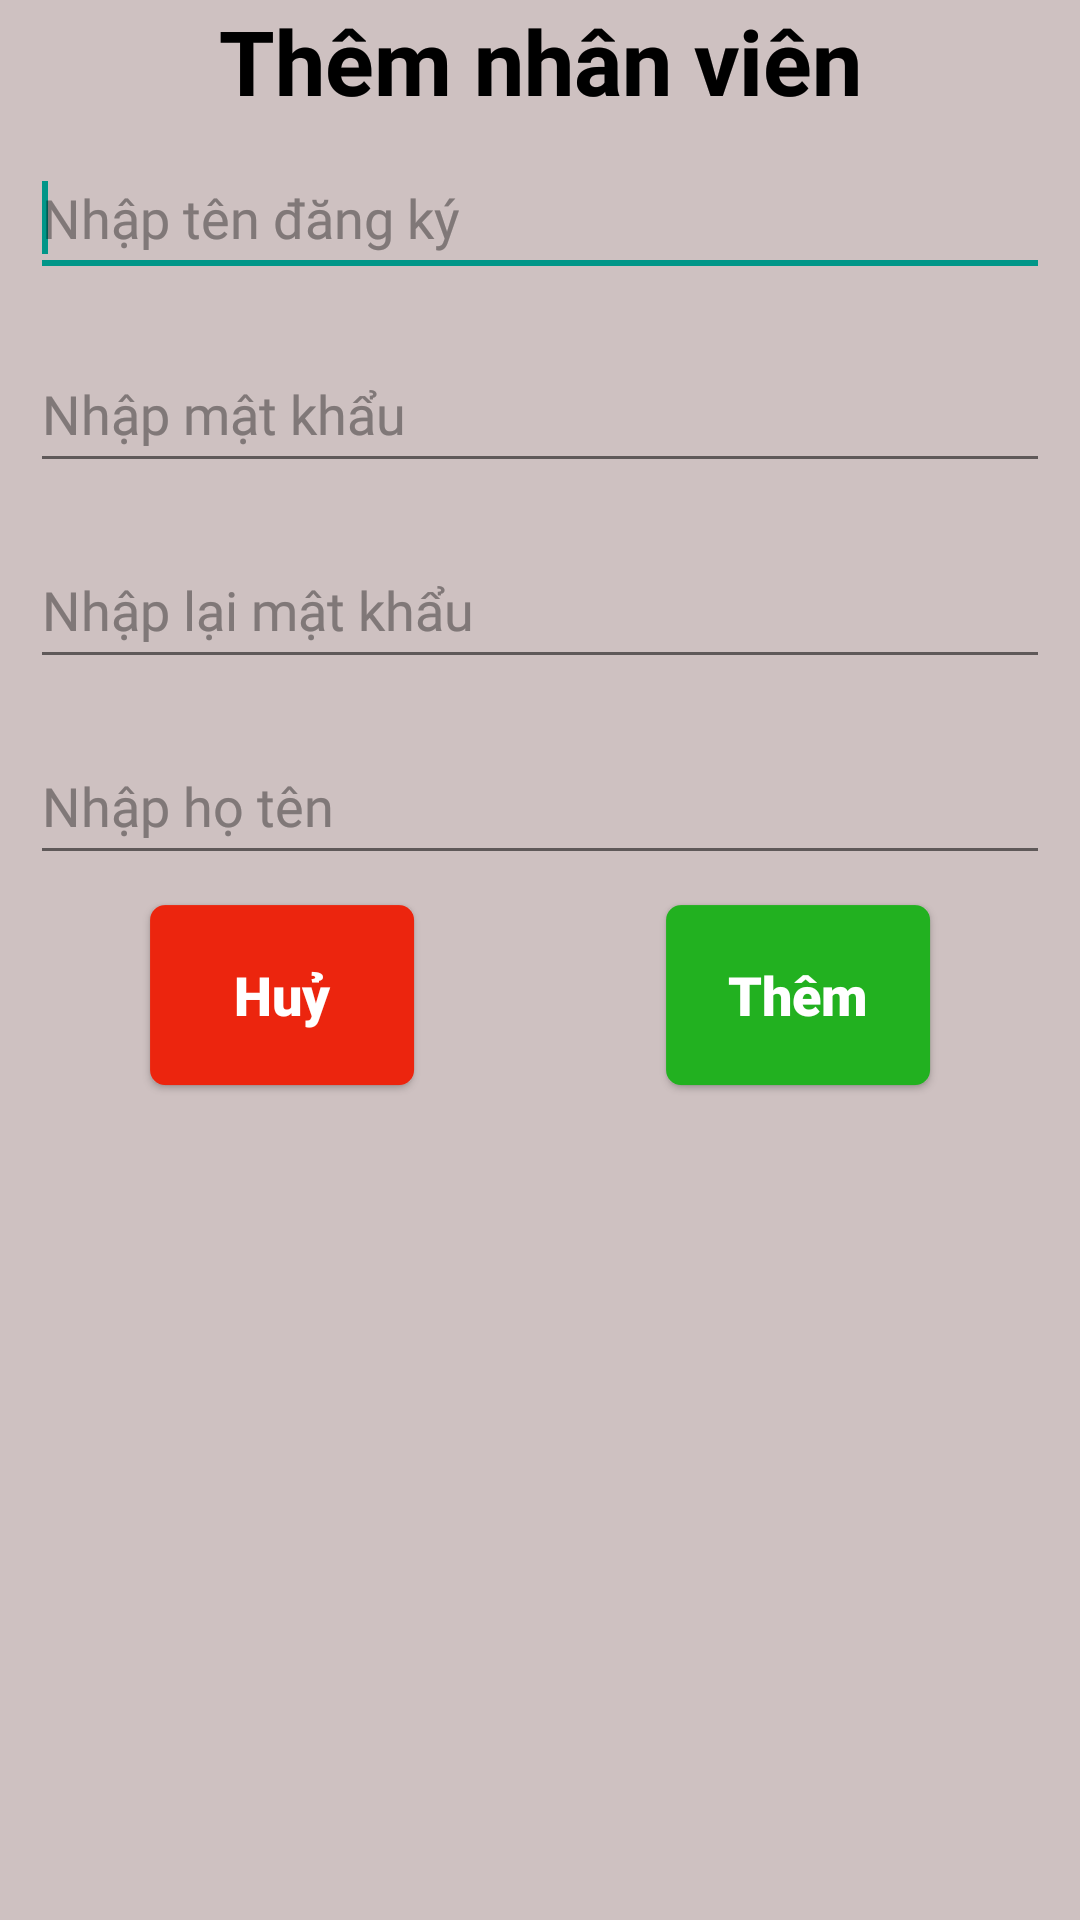 Thêm nhân viên
Nhập tên đăng ký
Nhập mật khẩu
Nhập lại mật khẩu
Nhập họ tên
Huỷ
Thêm